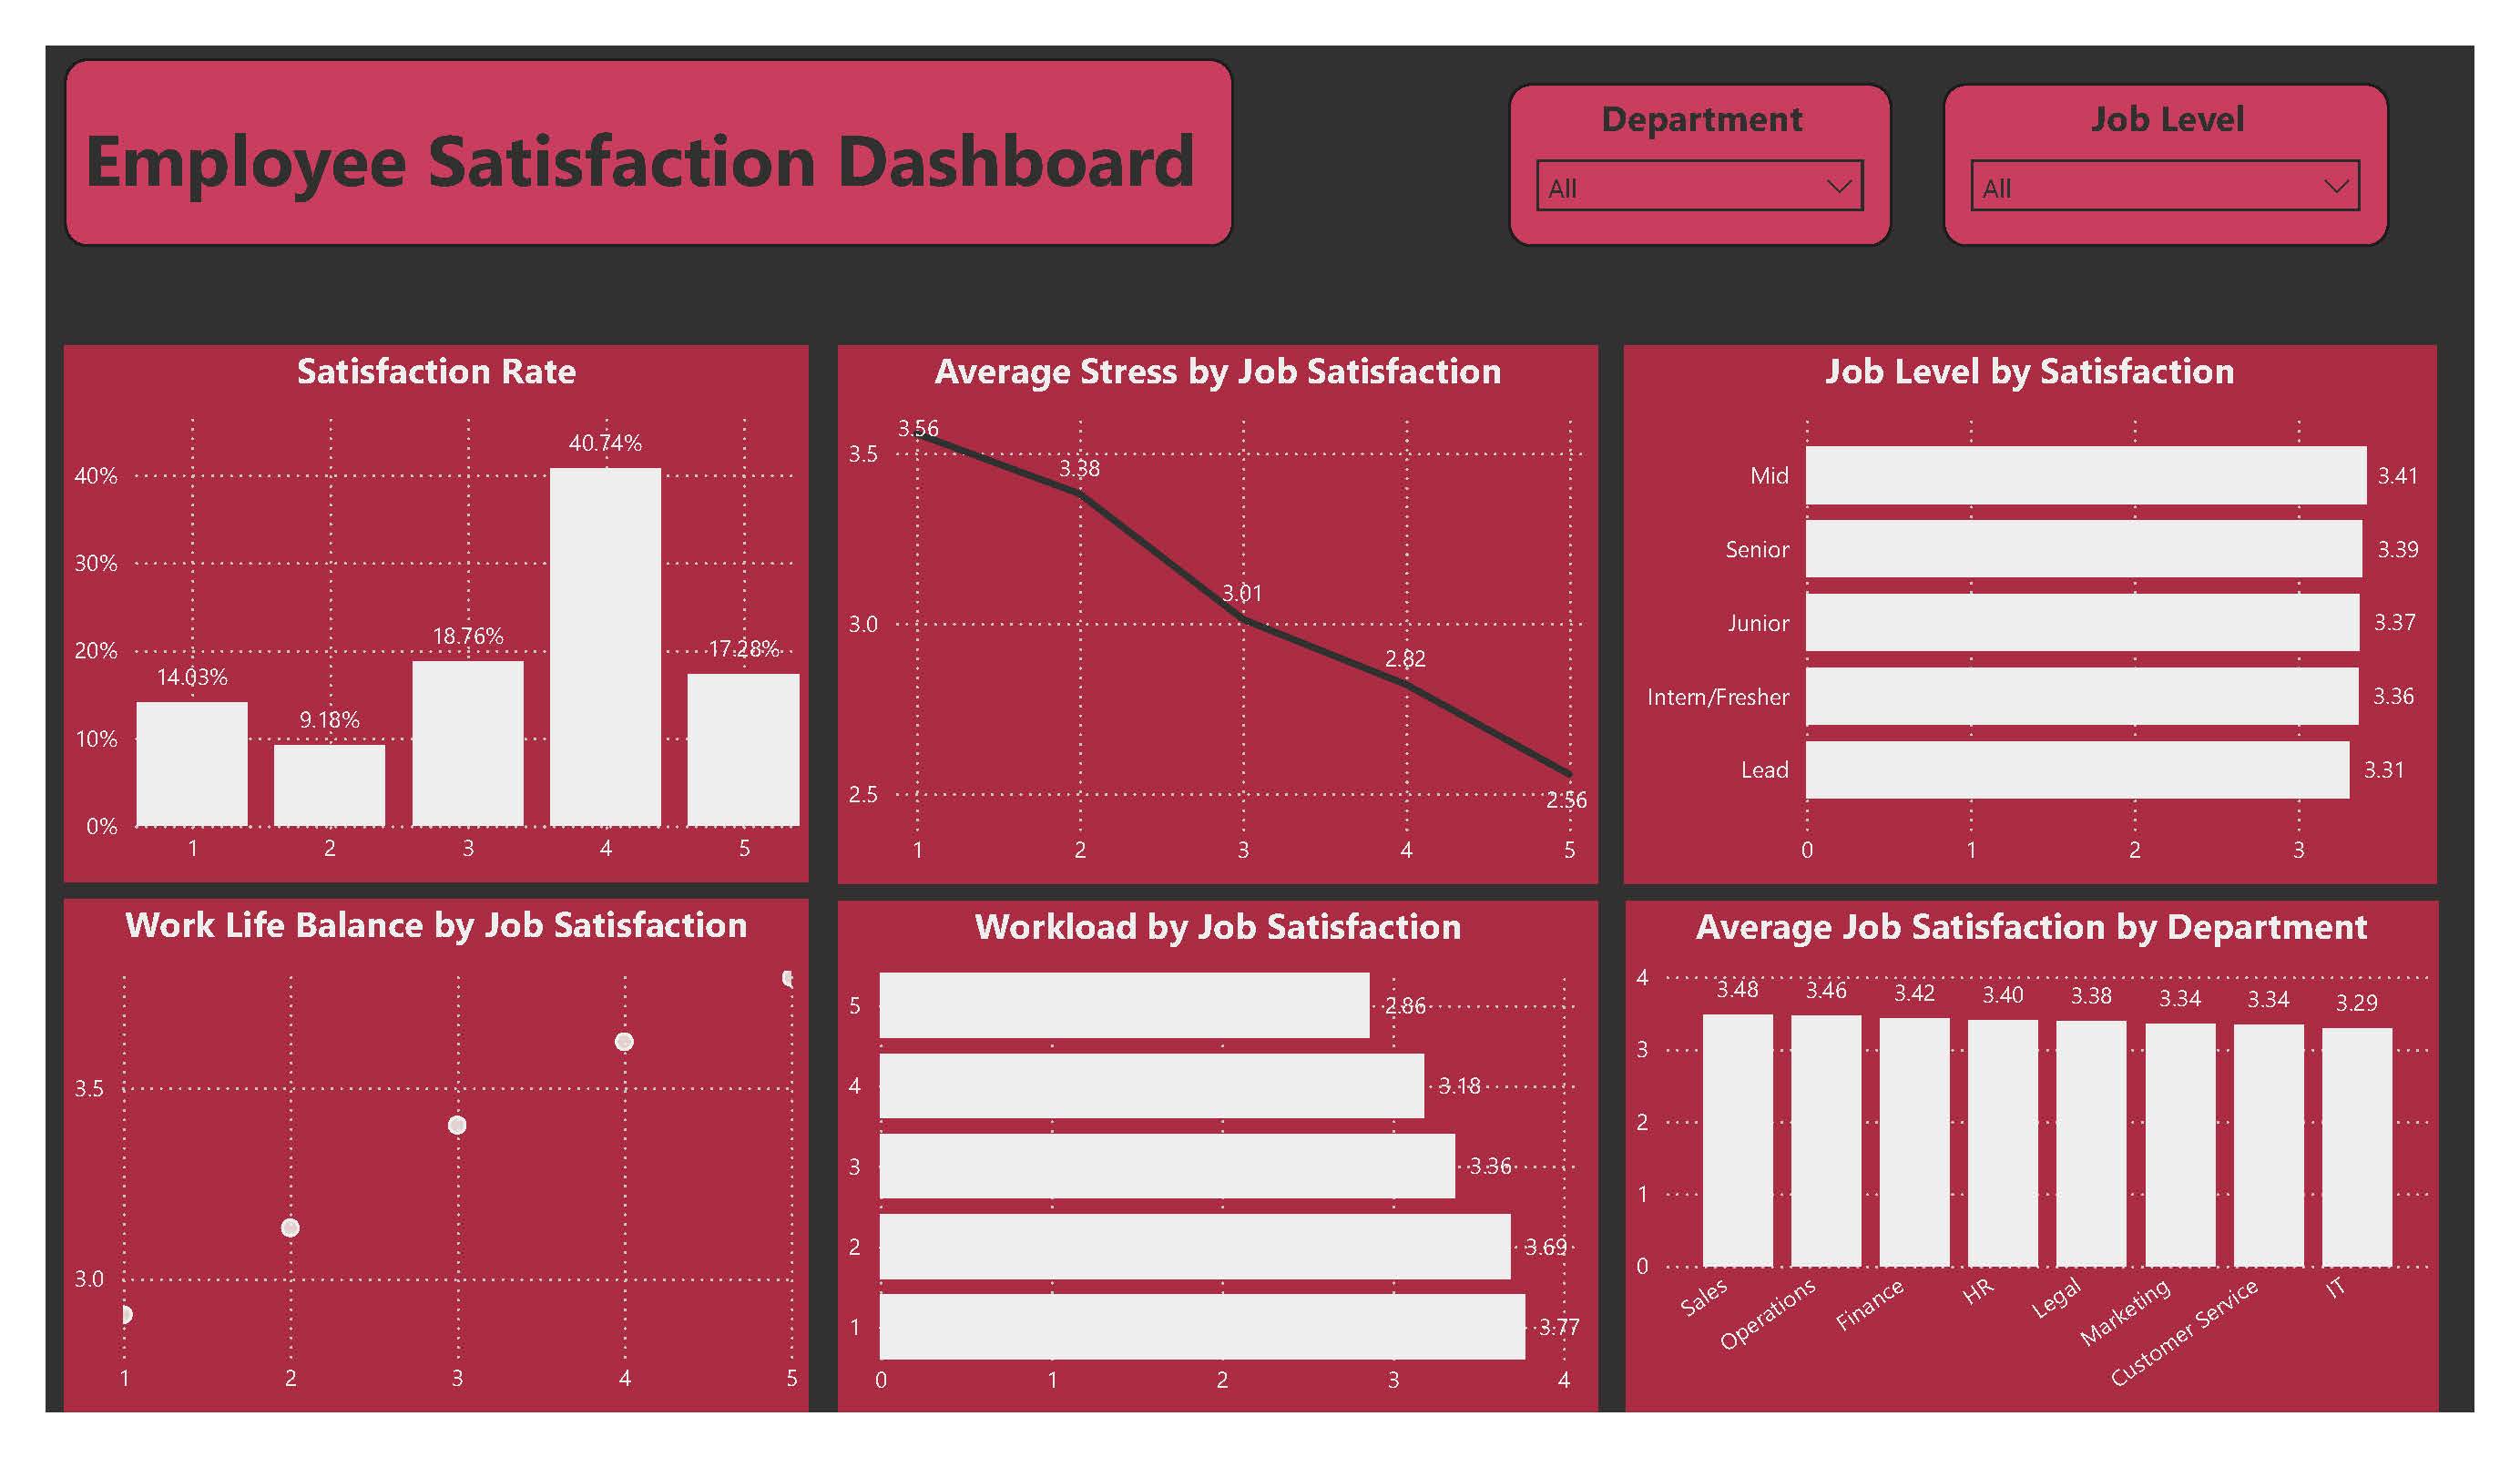 Employee Satisfaction Dashboard
Department
All
Job Level
All
Satisfaction Rate
40%
30%
20%
10%
0%
14.03%
9.18%
18.76%
40.74%
17.28%
1 2 3 4 5
Average Stress by Job Satisfaction
3.5
3.0
2.5
3.56
3.38
3.01
2.82
2.56
1 2 3 4 5
Job Level by Satisfaction
Mid 3.41
Senior 3.39
Junior 3.37
Intern/Fresher 3.36
Lead 3.31
0 1 2 3
Work Life Balance by Job Satisfaction
3.5
3.0
1 2 3 4 5
Workload by Job Satisfaction
5 2.86
4 3.18
3 3.36
2 3.69
1 3.77
0 1 2 3 4
Average Job Satisfaction by Department
4
3
2
1
0
3.48 3.46 3.42 3.40 3.38 3.34 3.34 3.29
Sales
Operations
Finance
HR
Legal
Marketing
Customer Service
IT